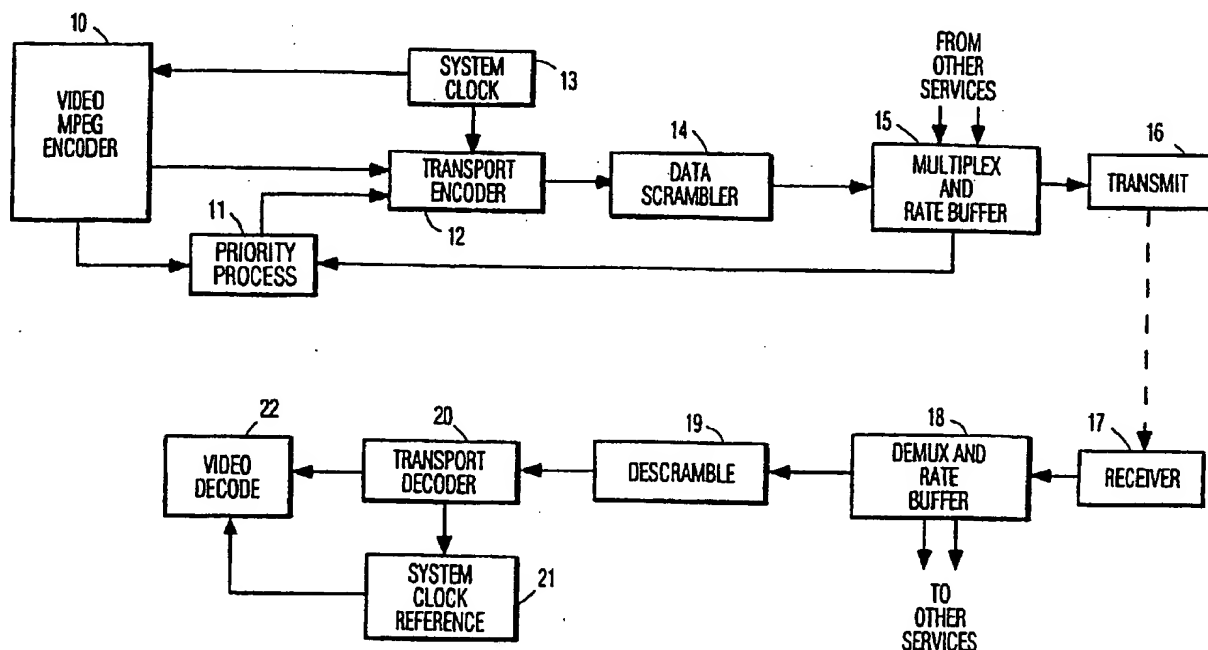 10
VIDEO
MPEG
ENCODER
SYSTEM
CLOCK
13
FROM
OTHER
SERVICES
11
PRIORITY
PROCESS
TRANSPORT
ENCODER
12
14
DATA
SCRAMBLER
15
MULTIPLEX
AND
RATE BUFFER
16
TRANSMIT
22
VIDEO
DECODE
20
TRANSPORT
DECODER
19
DESCRAMBLE
18
DEMUX AND
RATE
BUFFER
17
RECEIVER
SYSTEM
CLOCK
REFERENCE
21
TO
OTHER
SERVICES